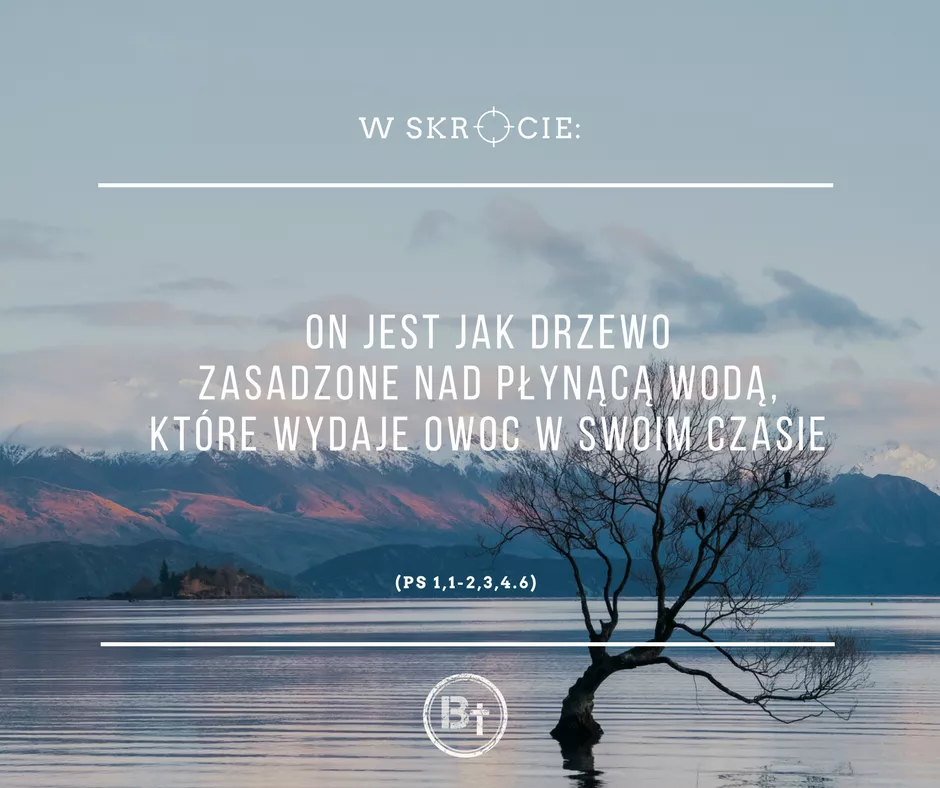 W SKRÓCIE:
ON JEST JAK DRZEWO
ZASADZONE NAD PŁYNĄCĄ WODĄ,
KTÓRE WYDAJE OWOC W SWOIM CZASIE
(PS 1,1-2,3,4.6)
Bt